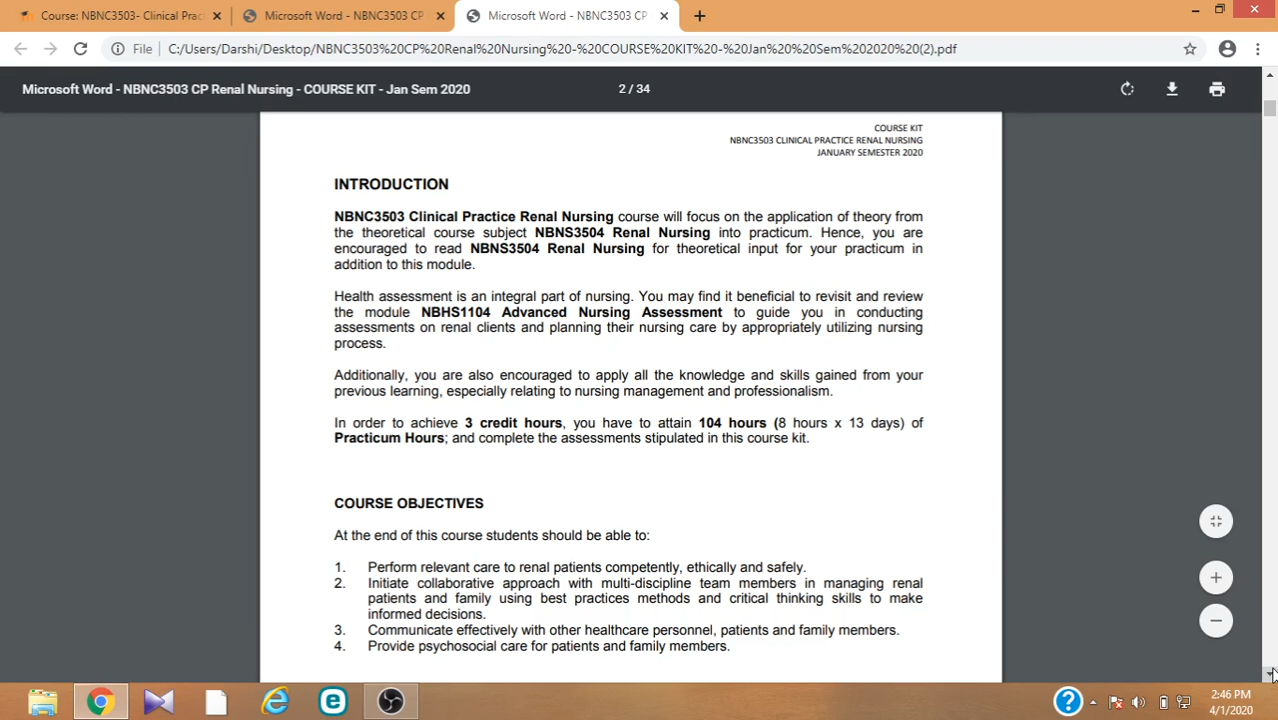 Course: NBNC3503- Clinical Prac
Microsoft Word - NBNC3503 CP
Microsoft Word - NBNC3503 CP
File
C:/Users/Darshi/Desktop/NBNC3503%20CP%20Renal%20Nursing%20-%20COURSE%20KIT%20-%20Jan%20%20Sem%202020%20(2).pdf
Microsoft Word - NBNC3503 CP Renal Nursing - COURSE KIT - Jan Sem 2020
2 / 34
COURSE KIT
NBNC3503 CLINICAL PRACTICE RENAL NURSING
JANUARY SEMESTER 2020
INTRODUCTION
NBNC3503 Clinical Practice Renal Nursing course will focus on the application of theory from
the theoretical course subject NBNS3504 Renal Nursing into practicum. Hence, you are
encouraged to read NBNS3504 Renal Nursing for theoretical input for your practicum in
addition to this module.
Health assessment is an integral part of nursing. You may find it beneficial to revisit and review
the module NBHS1104 Advanced Nursing Assessment to guide you in conducting
assessments on renal clients and planning their nursing care by appropriately utilizing nursing
process.
Additionally, you are also encouraged to apply all the knowledge and skills gained from your
previous learning, especially relating to nursing management and professionalism.
In order to achieve 3 credit hours, you have to attain 104 hours (8 hours x 13 days) of
Practicum Hours; and complete the assessments stipulated in this course kit.
COURSE OBJECTIVES
At the end of this course students should be able to:
1. Perform relevant care to renal patients competently, ethically and safely.
2. Initiate collaborative approach with multi-discipline team members in managing renal
patients and family using best practices methods and critical thinking skills to make
informed decisions.
3. Communicate effectively with other healthcare personnel, patients and family members.
4. Provide psychosocial care for patients and family members.
2:46 PM
4/1/2020